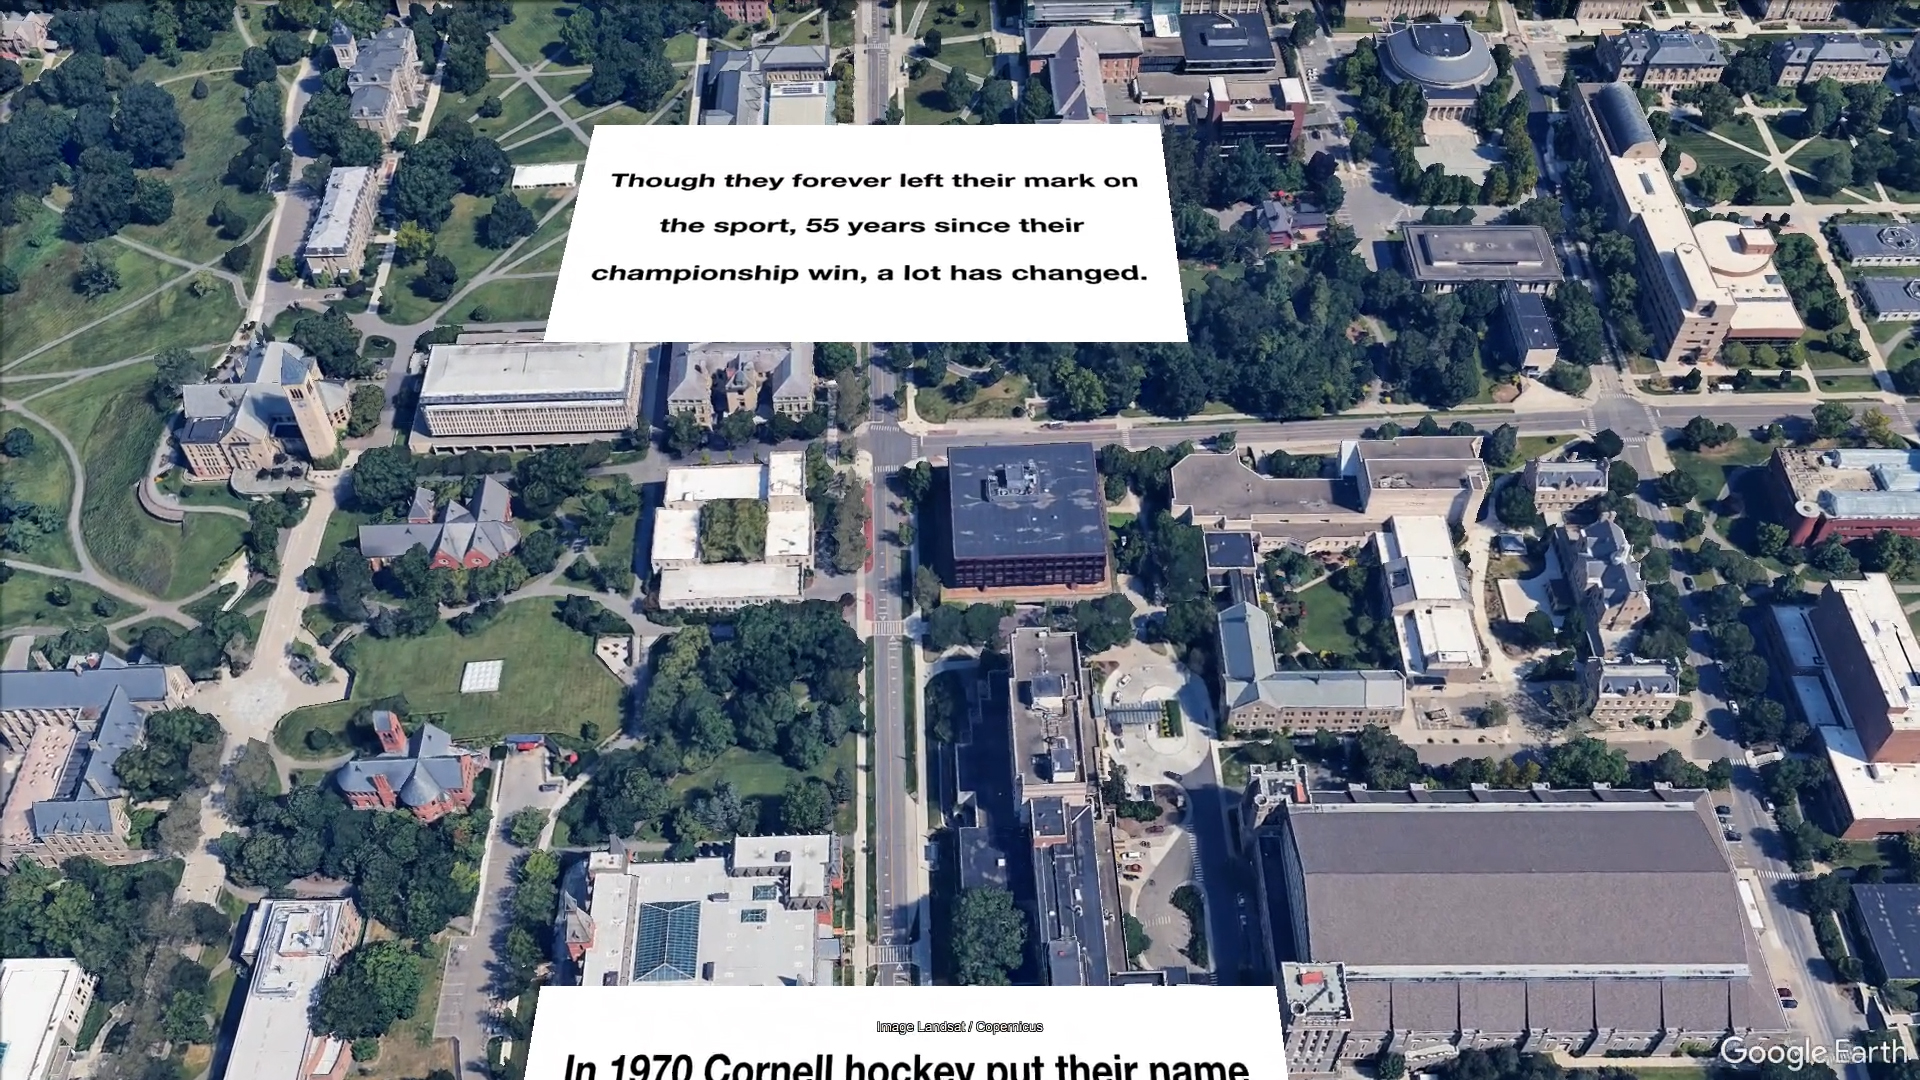 Though they forever left their mark on
the sport, 55 years since their
championship win, a lot has changed.
Image Landsat / Copernicus
In 1970 Cornell hockey put their name
Google Earth